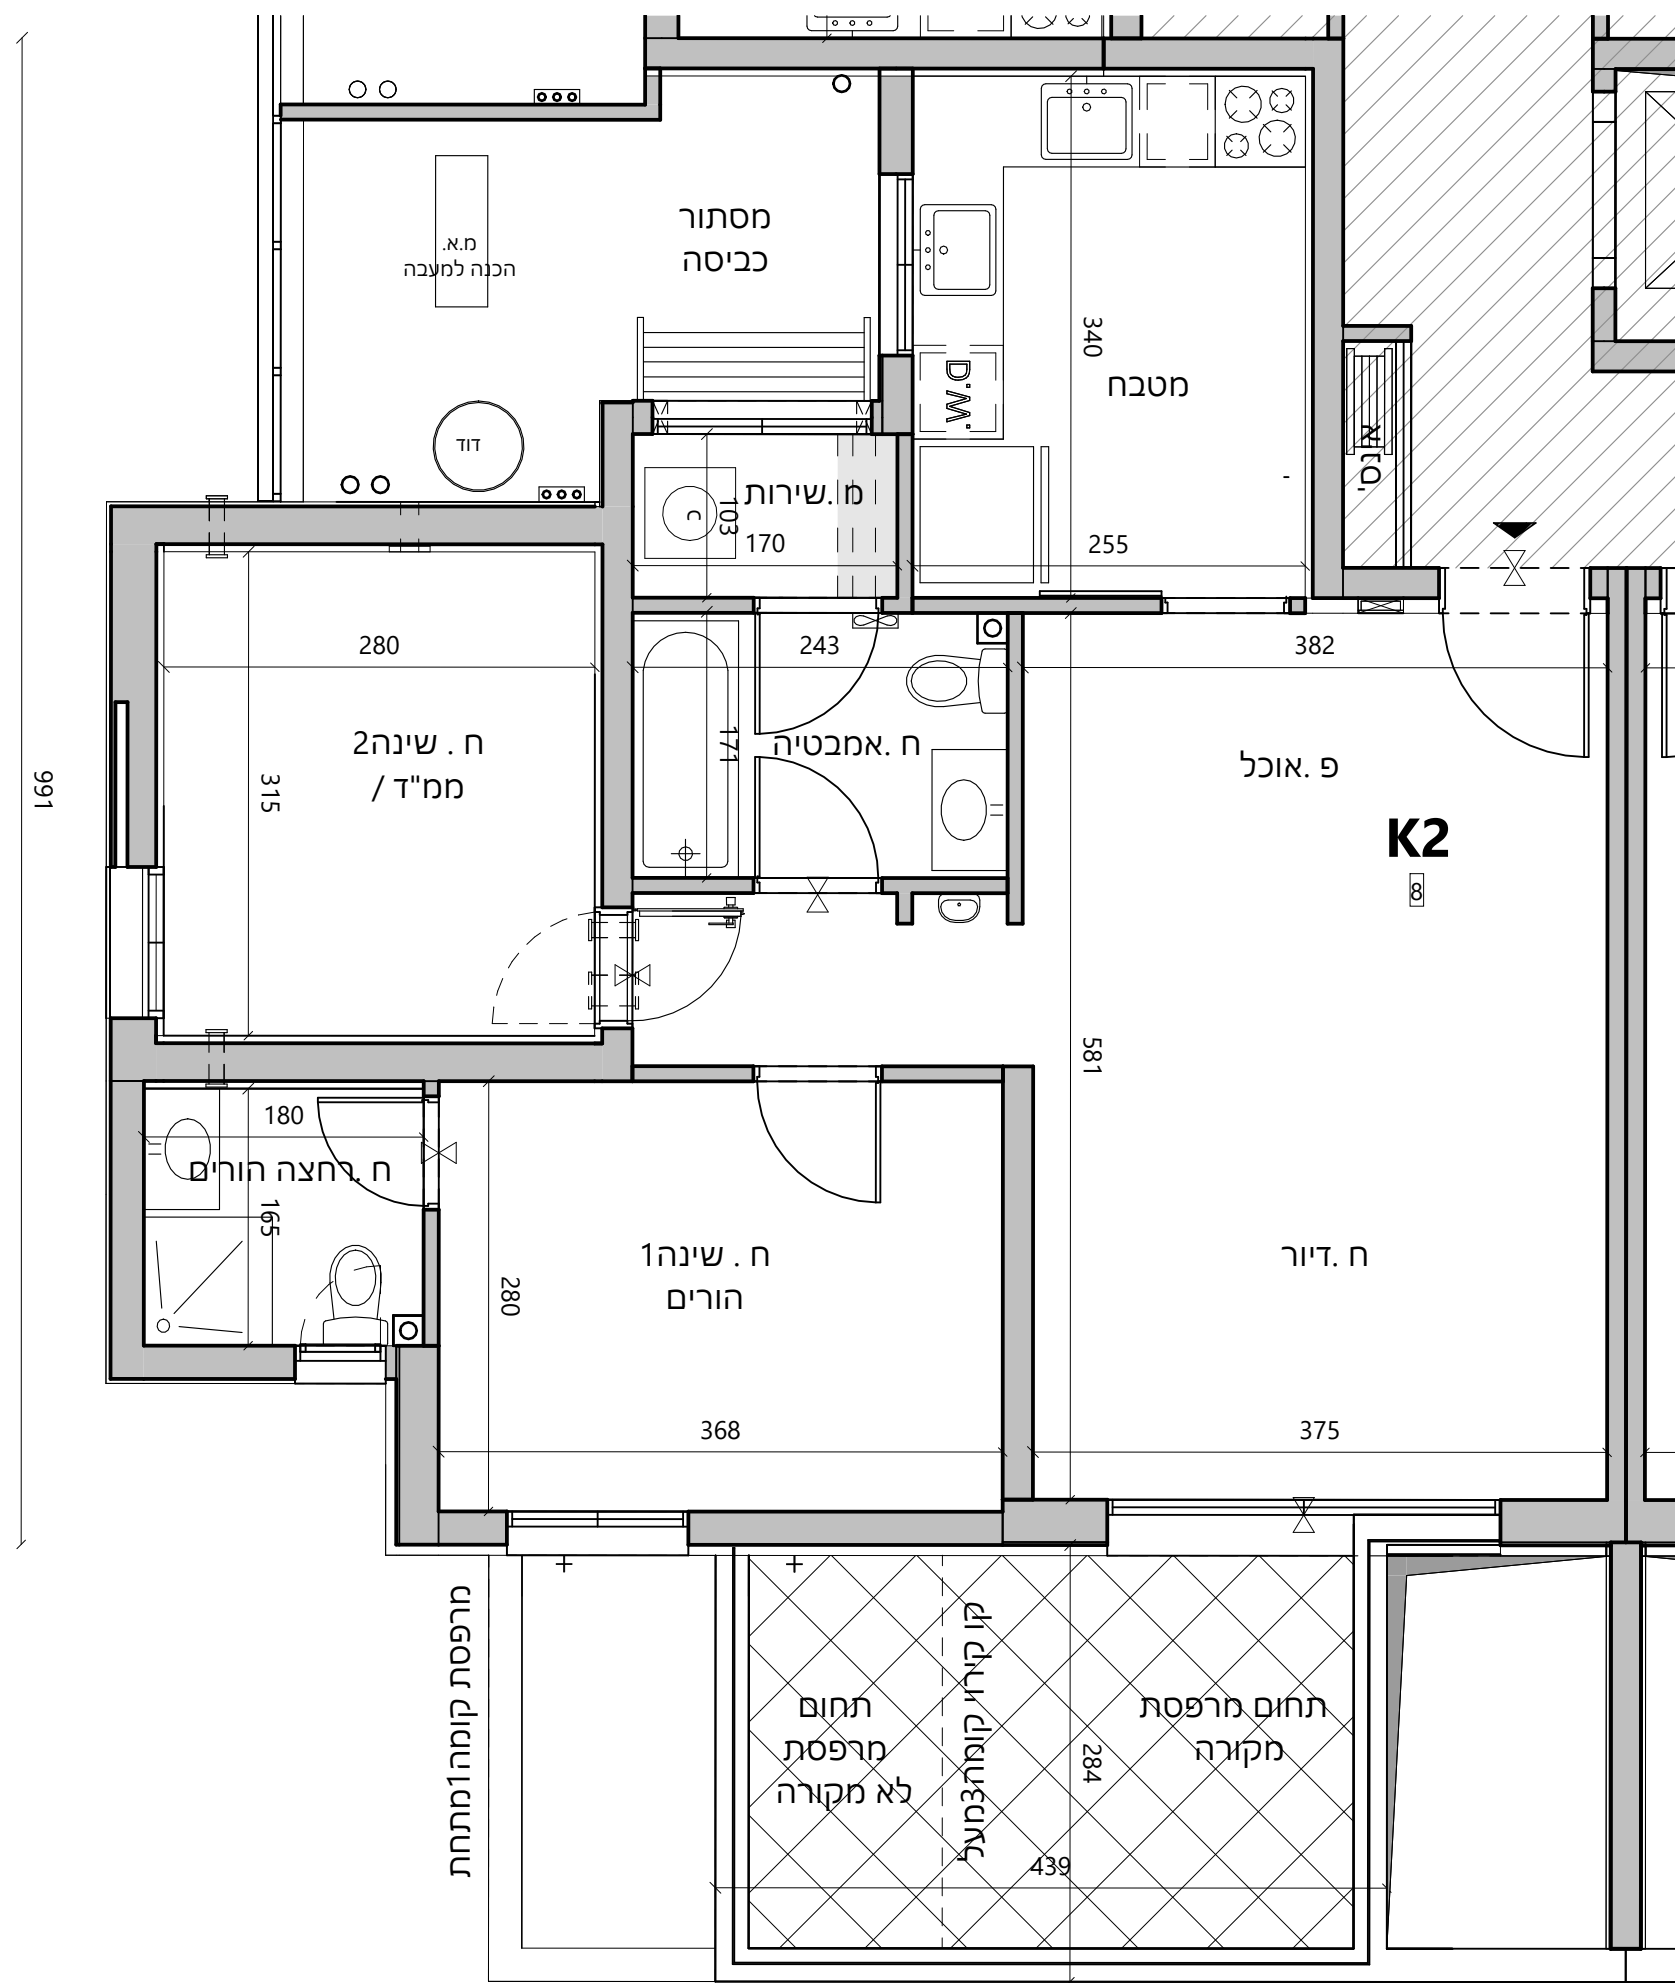 מסתור
כביסה
מ.א.
הכנה למעבה
340
D.W.
מטבח
דוד
מ.שירות
103
170
255
280
243
382
ח. שינה2
ממ"ד /
315
991
171
ח.אמבטיה
פ.אוכל
K2
8
581
180
ח.רחצה הורים
165
ח. שינה1
הורים
280
ח.דיור
368
375
מרפסת קומה1מתחת
תחום
מרפסת
לא מקורה
קו קירוי קומה3מעל
תחום מרפסת
מקורה
284
439